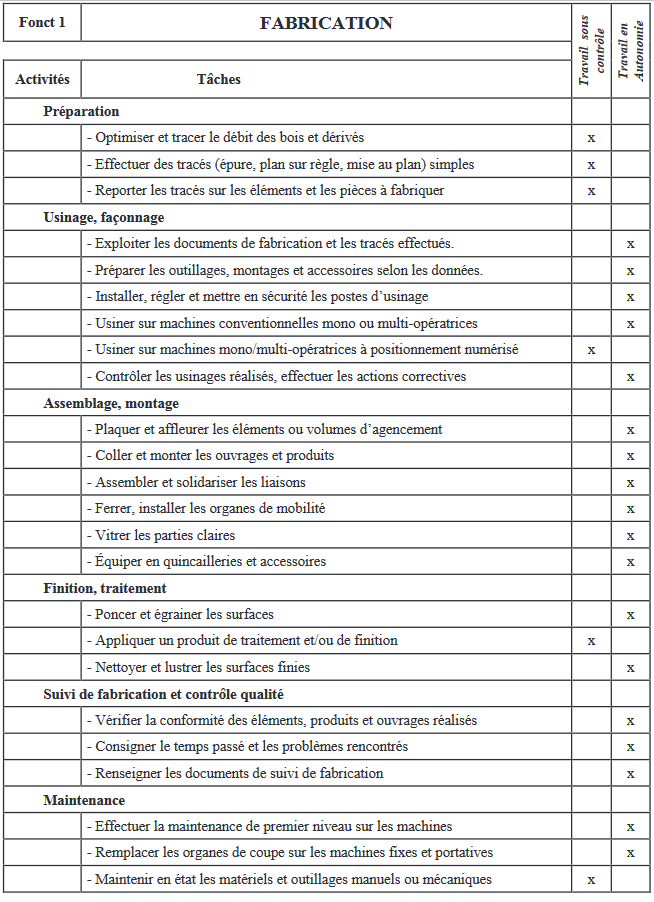 Fonct 1
FABRICATION
Travail sous
contrôle
Travail en
Autonomie
Activités
Tâches
Préparation
- Optimiser et tracer le débit des bois et dérivés x
- Effectuer des tracés (épure, plan sur règle, mise au plan) simples x
- Reporter les tracés sur les éléments et les pièces à fabriquer x
Usinage, façonnage
- Exploiter les documents de fabrication et les tracés effectués. x
- Préparer les outillages, montages et accessoires selon les données. x
- Installer, régler et mettre en sécurité les postes d’usinage x
- Usiner sur machines conventionnelles mono ou multi-opératrices x
- Usiner sur machines mono/multi-opératrices à positionnement numérisé x
- Contrôler les usinages réalisés, effectuer les actions correctives x
Assemblage, montage
- Plaquer et affleurer les éléments ou volumes d’agencement x
- Coller et monter les ouvrages et produits x
- Assembler et solidariser les liaisons x
- Ferrer, installer les organes de mobilité x
- Vitrer les parties claires x
- Équiper en quincailleries et accessoires x
Finition, traitement
- Poncer et égrainer les surfaces x
- Appliquer un produit de traitement et/ou de finition x
- Nettoyer et lustrer les surfaces finies x
Suivi de fabrication et contrôle qualité
- Vérifier la conformité des éléments, produits et ouvrages réalisés x
- Consigner le temps passé et les problèmes rencontrés x
- Renseigner les documents de suivi de fabrication x
Maintenance
- Effectuer la maintenance de premier niveau sur les machines x
- Remplacer les organes de coupe sur les machines fixes et portatives x
- Maintenir en état les matériels et outillages manuels ou mécaniques x